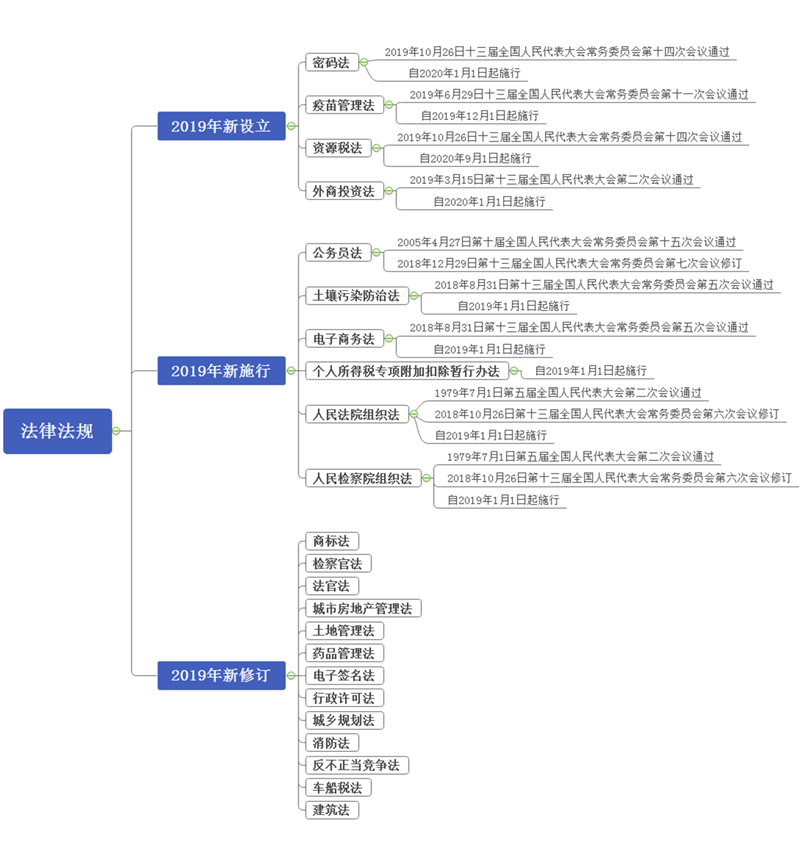 法律法规
2019年新设立
密码法
2019年10月26日十三届全国人民代表大会常务委员会第十四次会议通过
自2020年1月1日起施行
疫苗管理法
2019年6月29日十三届全国人民代表大会常务委员会第十一次会议通过
自2019年12月1日起施行
资源税法
2019年10月26日十三届全国人民代表大会常务委员会第十四次会议通过
自2020年9月1日起施行
外商投资法
2019年3月15日第十三届全国人民代表大会第二次会议通过
自2020年1月1日起施行
2019年新施行
公务员法
2005年4月27日第十届全国人民代表大会常务委员会第十五次会议通过
2018年12月29日第十三届全国人民代表大会常务委员会第七次会议修订
土壤污染防治法
2018年8月31日第十三届全国人民代表大会常务委员会第五次会议通过
自2019年1月1日起施行
电子商务法
2018年8月31日第十三届全国人民代表大会常务委员会第五次会议通过
自2019年1月1日起施行
个人所得税专项附加扣除暂行办法
自2019年1月1日起施行
人民法院组织法
1979年7月1日第五届全国人民代表大会第二次会议通过
2018年10月26日第十三届全国人民代表大会常务委员会第六次会议修订
自2019年1月1日起施行
人民检察院组织法
1979年7月1日第五届全国人民代表大会第二次会议通过
2018年10月26日第十三届全国人民代表大会常务委员会第六次会议修订
自2019年1月1日起施行
2019年新修订
商标法
检察官法
法官法
城市房地产管理法
土地管理法
药品管理法
电子签名法
行政许可法
城乡规划法
消防法
反不正当竞争法
车船税法
建筑法